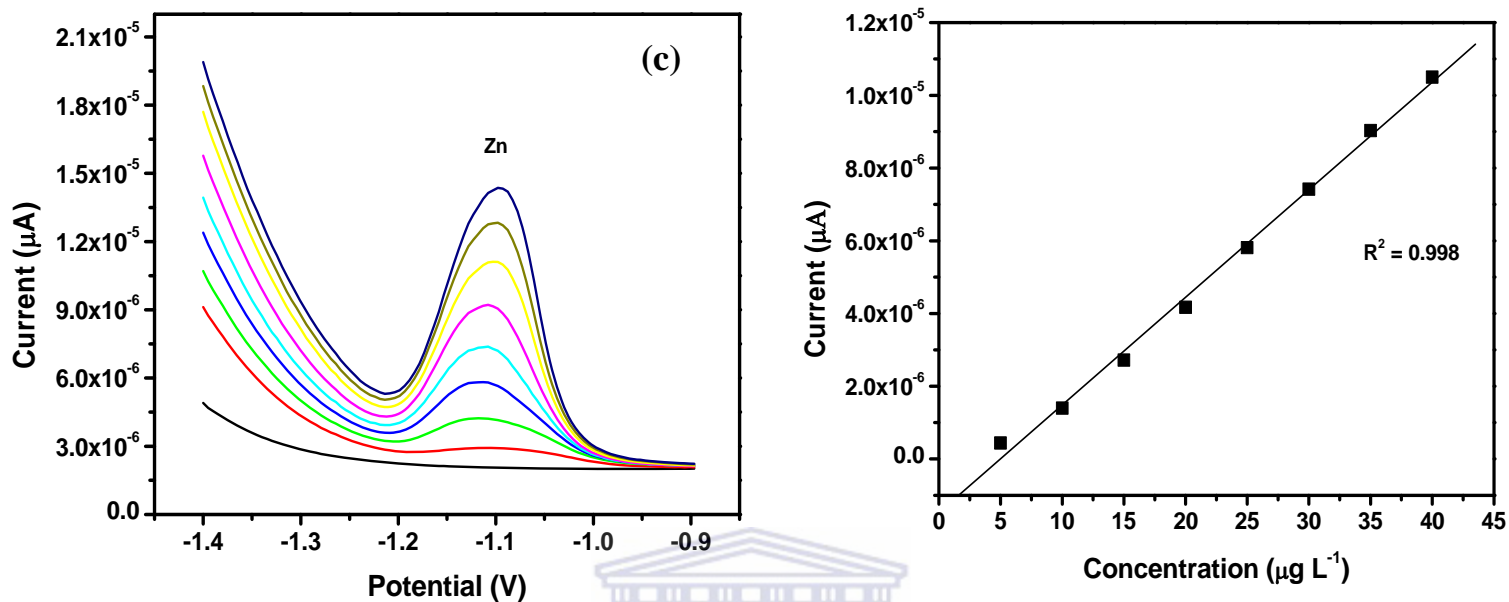 2.1x10⁻⁵
1.8x10⁻⁵
1.5x10⁻⁵
1.2x10⁻⁵
9.0x10⁻⁶
6.0x10⁻⁶
3.0x10⁻⁶
0.0
Current (μA)
(c)
Zn
-1.4 -1.3 -1.2 -1.1 -1.0 -0.9
Potential (V)
1.2x10⁻⁵
1.0x10⁻⁵
8.0x10⁻⁶
6.0x10⁻⁶
4.0x10⁻⁶
2.0x10⁻⁶
0.0
Current (μA)
R² = 0.998
0 5 10 15 20 25 30 35 40 45
Concentration (μg L⁻¹)